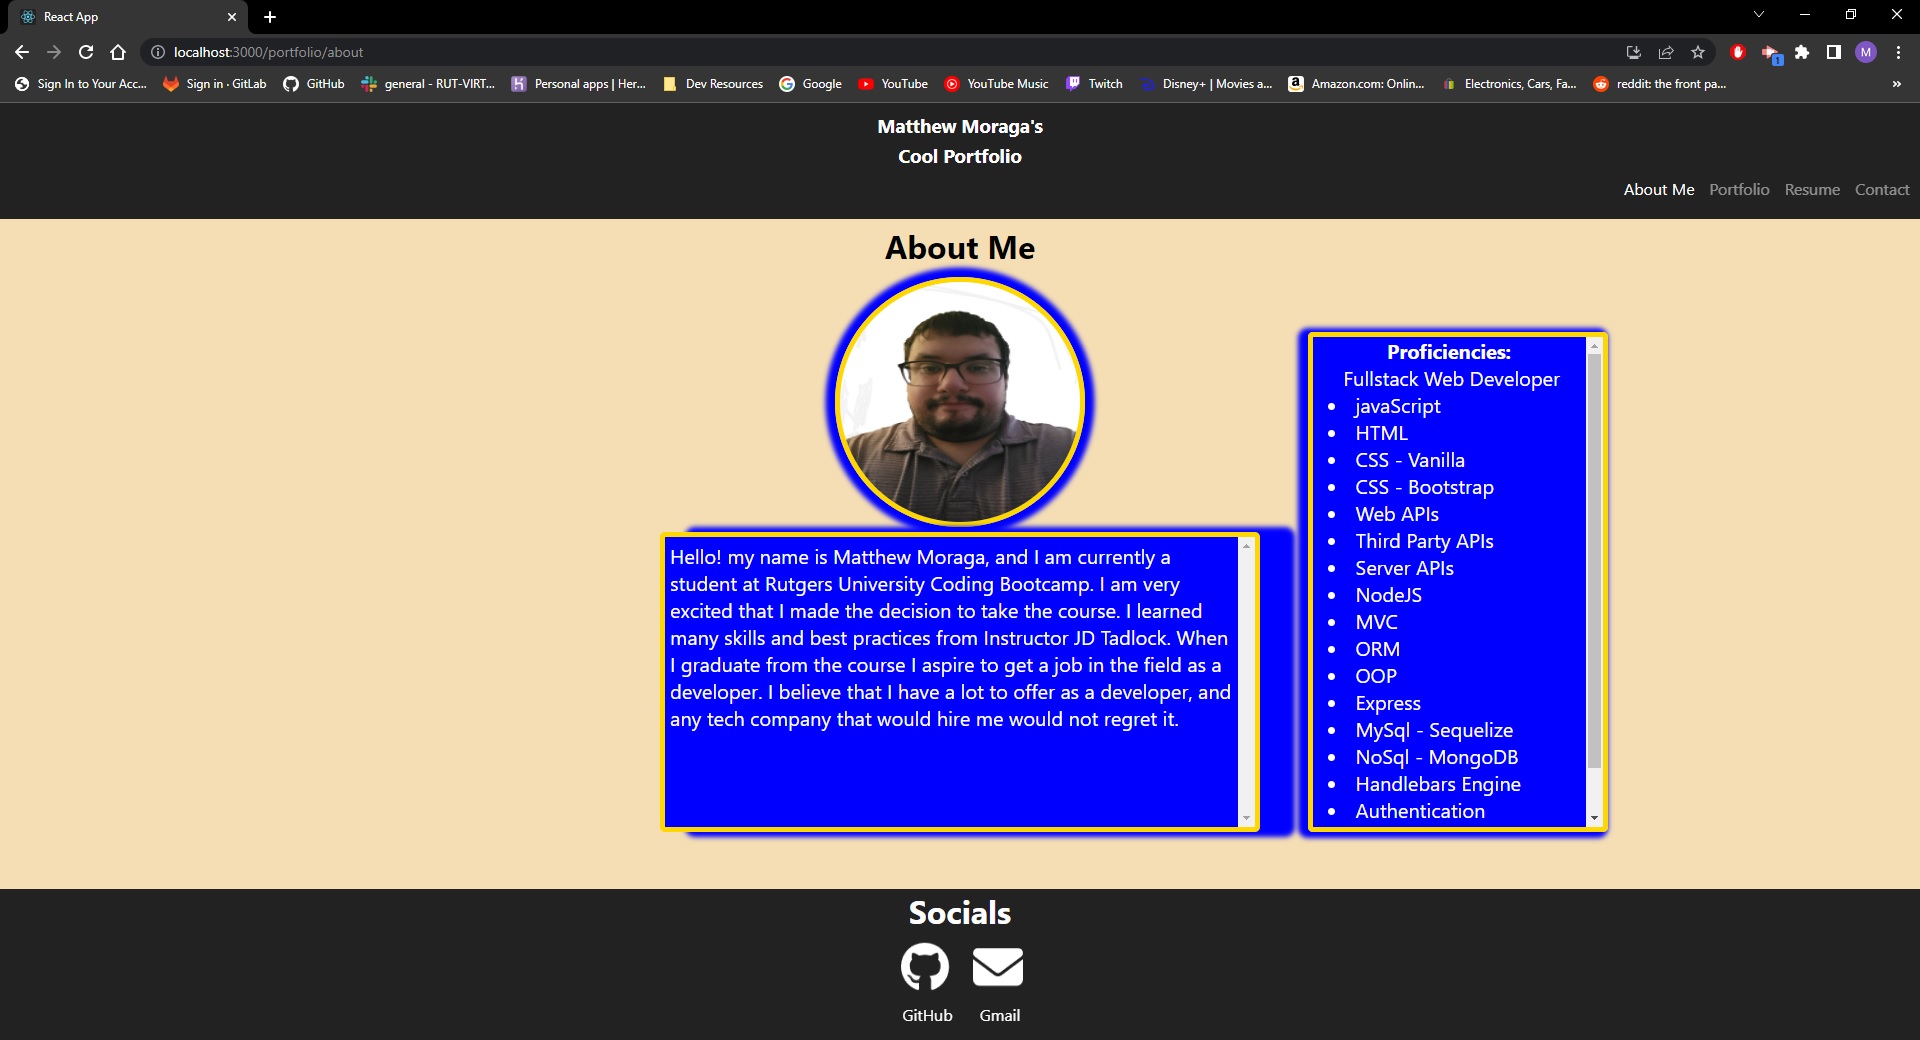 React App
localhost:3000/portfolio/about
M
1
Sign In to Your Acc...
Sign in · GitLab
GitHub
general - RUT-VIRT...
Personal apps | Her...
Dev Resources
Google
YouTube
YouTube Music
Twitch
Disney+ | Movies a...
Amazon.com: Onlin...
Electronics, Cars, Fa...
reddit: the front pa...
»
Matthew Moraga's
Cool Portfolio
About Me Portfolio Resume Contact
About Me
Hello! my name is Matthew Moraga, and I am currently a
student at Rutgers University Coding Bootcamp. I am very
excited that I made the decision to take the course. I learned
many skills and best practices from Instructor JD Tadlock. When
I graduate from the course I aspire to get a job in the field as a
developer. I believe that I have a lot to offer as a developer, and
any tech company that would hire me would not regret it.
Proficiencies:
Fullstack Web Developer
• javaScript
• HTML
• CSS - Vanilla
• CSS - Bootstrap
• Web APIs
• Third Party APIs
• Server APIs
• NodeJS
• MVC
• ORM
• OOP
• Express
• MySql - Sequelize
• NoSql - MongoDB
• Handlebars Engine
• Authentication
Socials
GitHub Gmail